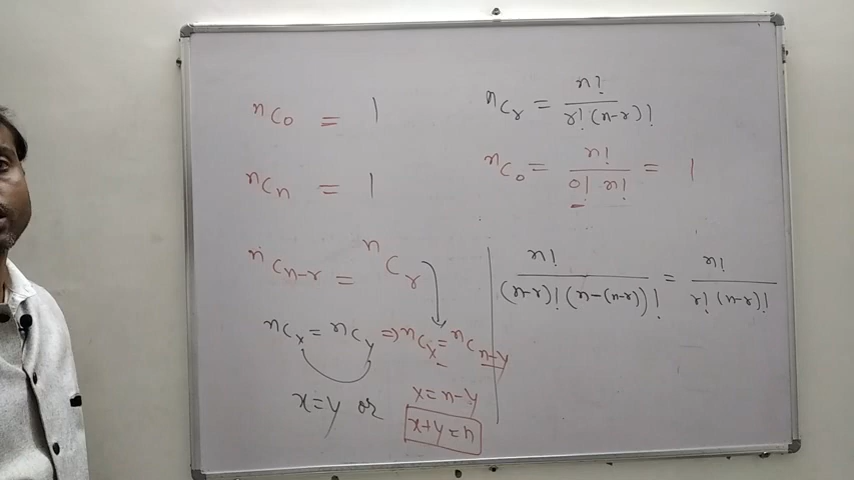 ⁿC₀ = 1
ⁿCₙ = 1
ⁿCₙ₋ᵣ = ⁿCᵣ
ⁿCₓ = ⁿC_y ⇒ ⁿCₓ = ⁿC_{n-y}
x = y or
x = n-y
x+y = n
ⁿCᵣ = n! / r! (n-r)!
ⁿC₀ = n! / 0! n! = 1
n! / (n-r)! (n-(n-r))! = n! / r! (n-r)!